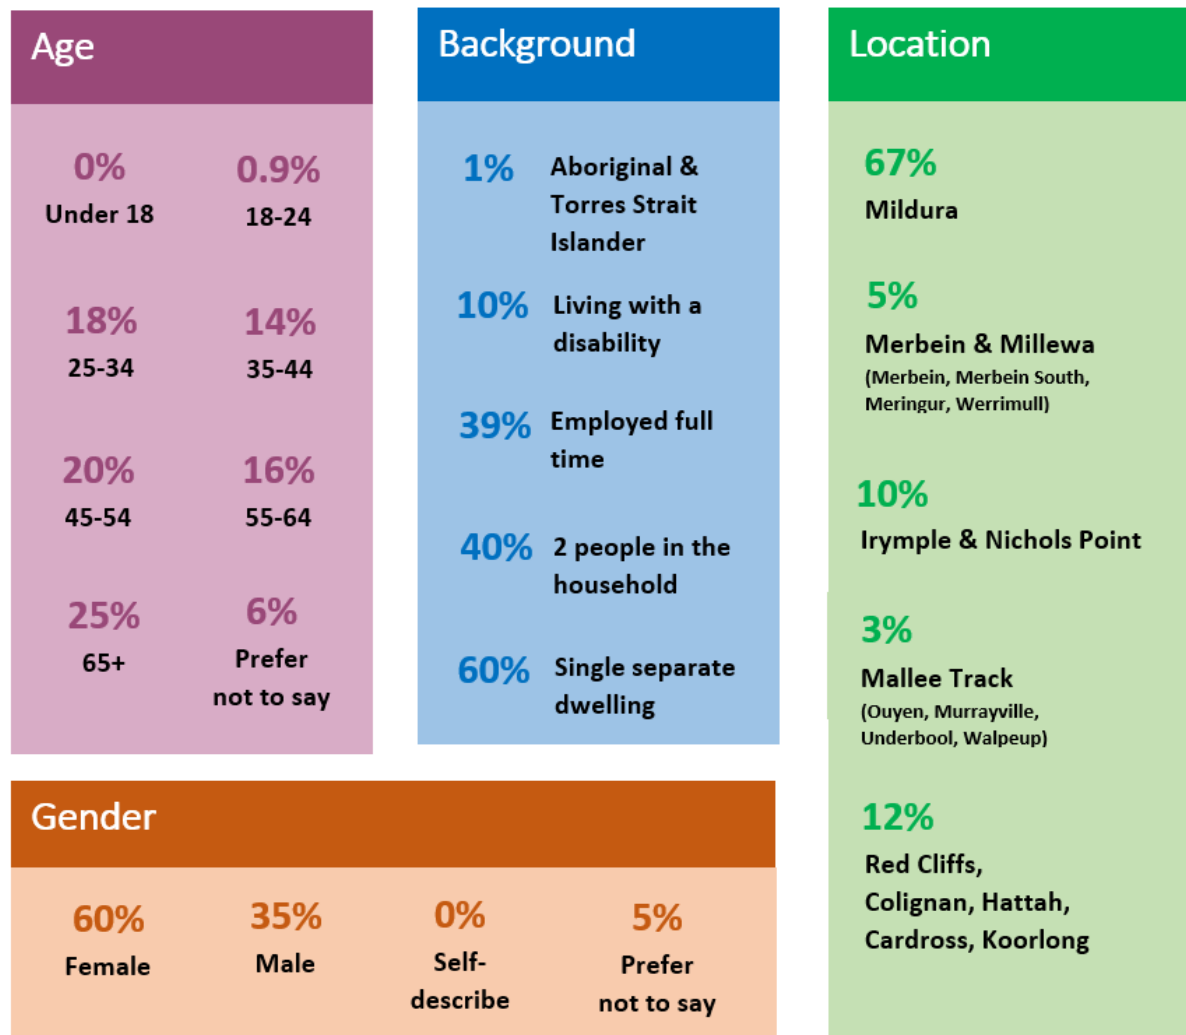 Age
0%
Under 18
0.9%
18-24
18%
25-34
14%
35-44
20%
45-54
16%
55-64
25%
65+
6%
Prefer
not to say
Background
1%
Aboriginal &
Torres Strait
Islander
10%
Living with a
disability
39%
Employed full
time
40%
2 people in the
household
60%
Single separate
dwelling
Location
67%
Mildura
5%
Merbein & Millewa
(Merbein, Merbein South,
Meringur, Werrimull)
10%
Irymple & Nichols Point
3%
Mallee Track
(Ouyen, Murrayville,
Underbool, Walpeup)
12%
Red Cliffs,
Colignan, Hattah,
Cardross, Koorlong
Gender
60%
Female
35%
Male
0%
Self-
describe
5%
Prefer
not to say